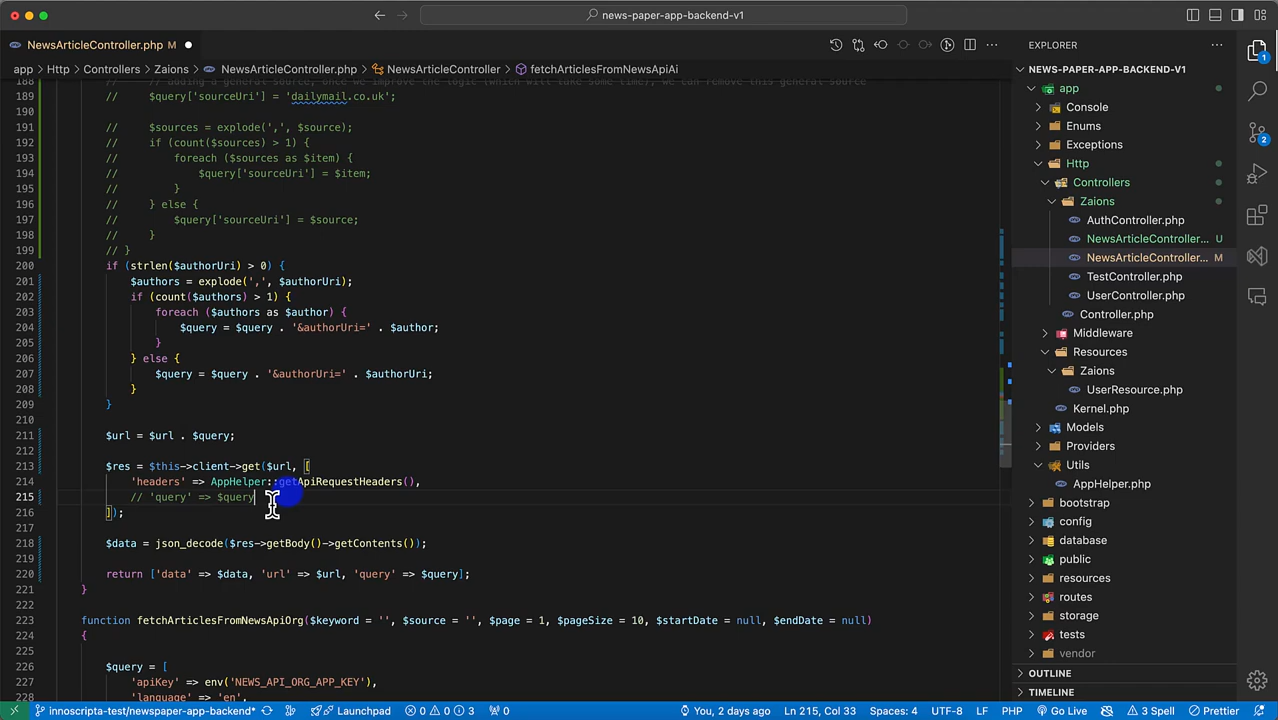 news-paper-app-backend-v1
NewsArticleController.php M
app > Http > Controllers > Zaions > NewsArticleController.php > NewsArticleController > fetchArticlesFromNewsApiAi
189 // $query['sourceUri'] = 'dailymail.co.uk';
190
191 // $sources = explode(',', $source);
192 // if (count($sources) > 1) {
193 // foreach ($sources as $item) {
194 // $query['sourceUri'] = $item;
195 // }
196 // } else {
197 // $query['sourceUri'] = $source;
198 // }
199 // }
200 if (strlen($authorUri) > 0) {
201 $authors = explode(',', $authorUri);
202 if (count($authors) > 1) {
203 foreach ($authors as $author) {
204 $query = $query . '&authorUri=' . $author;
205 }
206 } else {
207 $query = $query . '&authorUri=' . $authorUri;
208 }
209 }
210
211 $url = $url . $query;
212
213 $res = $this->client->get($url, [
214 'headers' => AppHelper::getApiRequestHeaders(),
215 // 'query' => $query
216 ]);
217
218 $data = json_decode($res->getBody()->getContents());
219
220 return ['data' => $data, 'url' => $url, 'query' => $query];
221 }
222
223 function fetchArticlesFromNewsApiOrg($keyword = '', $source = '', $page = 1, $pageSize = 10, $startDate = null, $endDate = null)
224 {
225
226 $query = [
227 'apiKey' => env('NEWS_API_ORG_APP_KEY'),
228 'language' => 'en',
EXPLORER
NEWS-PAPER-APP-BACKEND-V1
app
Console
Enums
Exceptions
Http
Controllers
Zaions
AuthController.php
NewsArticleController... U
NewsArticleController... M
TestController.php
UserController.php
Controller.php
Middleware
Resources
Zaions
UserResource.php
Kernel.php
Models
Providers
Utils
AppHelper.php
bootstrap
config
database
public
resources
routes
storage
tests
vendor
OUTLINE
TIMELINE
1
2
innoscripta-test/newspaper-app-backend* Launchpad 0 0 3 0 You, 2 days ago Ln 215, Col 33 Spaces: 4 UTF-8 LF PHP Go Live 3 Spell Prettier